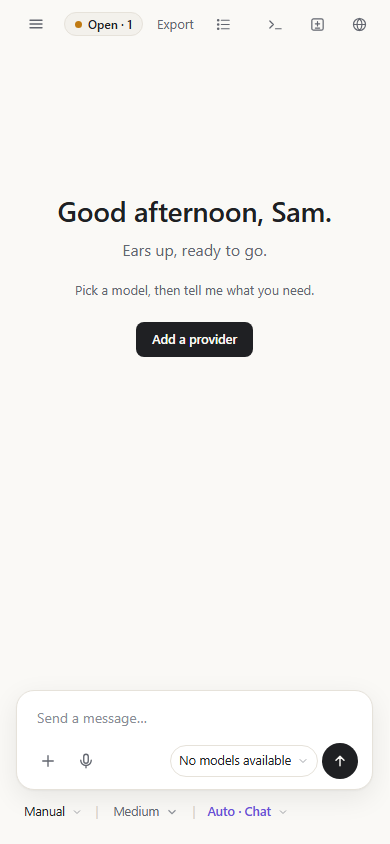 Open · 1 Export
Good afternoon, Sam.
Ears up, ready to go.
Pick a model, then tell me what you need.
Add a provider
Send a message...
No models available
Manual Medium Auto · Chat